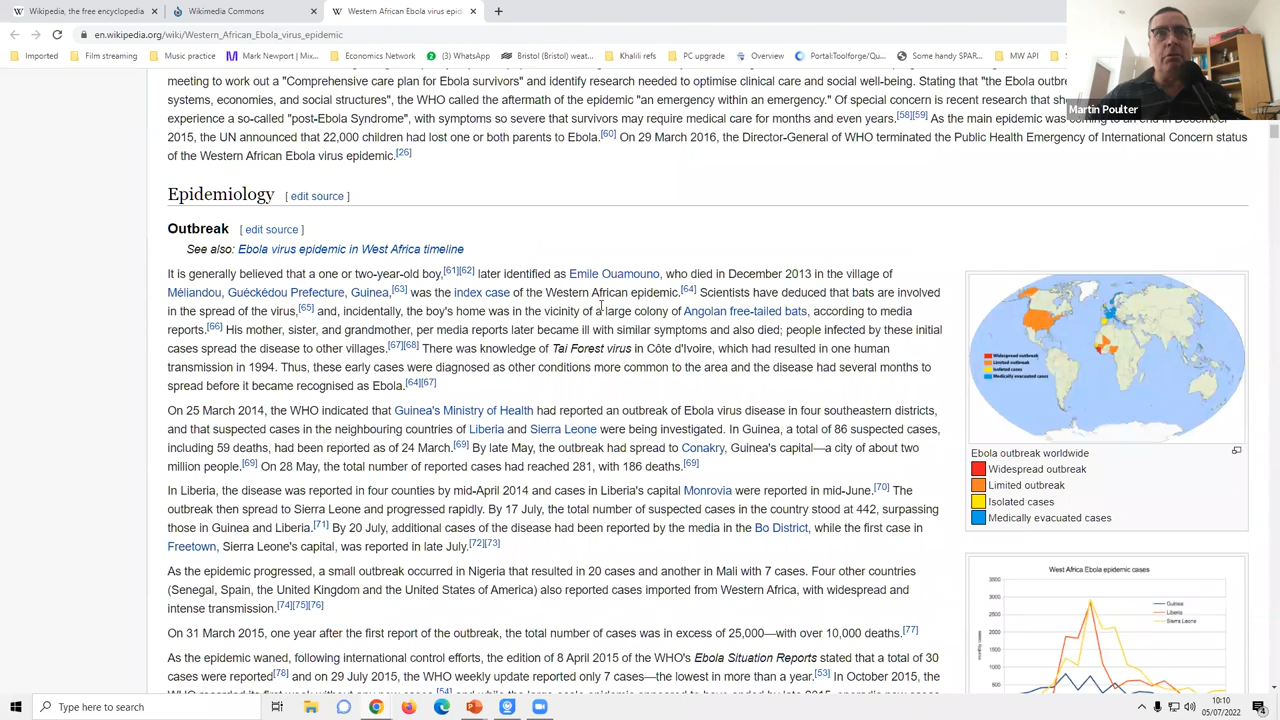 Wikipedia, the free encyclopedia
Wikimedia Commons
Western African Ebola virus epid
en.wikipedia.org/wiki/Western_African_Ebola_virus_epidemic
Imported
Film streaming
Music practice
Mark Newport | Mix...
Economics Network
(3) WhatsApp
Bristol (Bristol) weat...
Khalili refs
PC upgrade
Overview
Portal:Toolforge/Q...
Some handy SPAR...
MW API
Martin Poulter
meeting to work out a "Comprehensive care plan for Ebola survivors" and identify research needed to optimise clinical care and social well-being. Stating that "the Ebola outbre
systems, economies, and social structures", the WHO called the aftermath of the epidemic "an emergency within an emergency." Of special concern is recent research that sh
experience a so-called "post-Ebola Syndrome", with symptoms so severe that survivors may require medical care for months and even years.[58][59] As the main epidemic was coming to an end in December
2015, the UN announced that 22,000 children had lost one or both parents to Ebola.[60] On 29 March 2016, the Director-General of WHO terminated the Public Health Emergency of International Concern status
of the Western African Ebola virus epidemic.[26]
Epidemiology [ edit source ]
Outbreak [ edit source ]
See also: Ebola virus epidemic in West Africa timeline
It is generally believed that a one or two-year-old boy,[61][62] later identified as Emile Ouamouno, who died in December 2013 in the village of
Méliandou, Guéckédou Prefecture, Guinea,[63] was the index case of the Western African epidemic.[64] Scientists have deduced that bats are involved
in the spread of the virus,[65] and, incidentally, the boy's home was in the vicinity of a large colony of Angolan free-tailed bats, according to media
reports.[66] His mother, sister, and grandmother, per media reports later became ill with similar symptoms and also died; people infected by these initial
cases spread the disease to other villages.[67][68] There was knowledge of Tai Forest virus in Côte d'Ivoire, which had resulted in one human
transmission in 1994. Thus, these early cases were diagnosed as other conditions more common to the area and the disease had several months to
spread before it became recognised as Ebola.[64][67]
On 25 March 2014, the WHO indicated that Guinea's Ministry of Health had reported an outbreak of Ebola virus disease in four southeastern districts,
and that suspected cases in the neighbouring countries of Liberia and Sierra Leone were being investigated. In Guinea, a total of 86 suspected cases,
including 59 deaths, had been reported as of 24 March.[69] By late May, the outbreak had spread to Conakry, Guinea's capital—a city of about two
million people.[69] On 28 May, the total number of reported cases had reached 281, with 186 deaths.[69]
In Liberia, the disease was reported in four counties by mid-April 2014 and cases in Liberia's capital Monrovia were reported in mid-June.[70] The
outbreak then spread to Sierra Leone and progressed rapidly. By 17 July, the total number of suspected cases in the country stood at 442, surpassing
those in Guinea and Liberia.[71] By 20 July, additional cases of the disease had been reported by the media in the Bo District, while the first case in
Freetown, Sierra Leone's capital, was reported in late July.[72][73]
As the epidemic progressed, a small outbreak occurred in Nigeria that resulted in 20 cases and another in Mali with 7 cases. Four other countries
(Senegal, Spain, the United Kingdom and the United States of America) also reported cases imported from Western Africa, with widespread and
intense transmission.[74][75][76]
On 31 March 2015, one year after the first report of the outbreak, the total number of cases was in excess of 25,000—with over 10,000 deaths.[77]
As the epidemic waned, following international control efforts, the edition of 8 April 2015 of the WHO's Ebola Situation Reports stated that a total of 30
cases were reported[78] and on 29 July 2015, the WHO weekly update reported only 7 cases—the lowest in more than a year.[53] In October 2015, the
Widespread outbreak
Limited outbreak
Isolated cases
Medically evacuated cases
Ebola outbreak worldwide
Widespread outbreak
Limited outbreak
Isolated cases
Medically evacuated cases
West Africa Ebola epidemic cases
3500
3000
2500
2000
1500
1000
500
monthly cases
Guinea
Liberia
Sierra Leone
Type here to search
10:10
05/07/2022
4